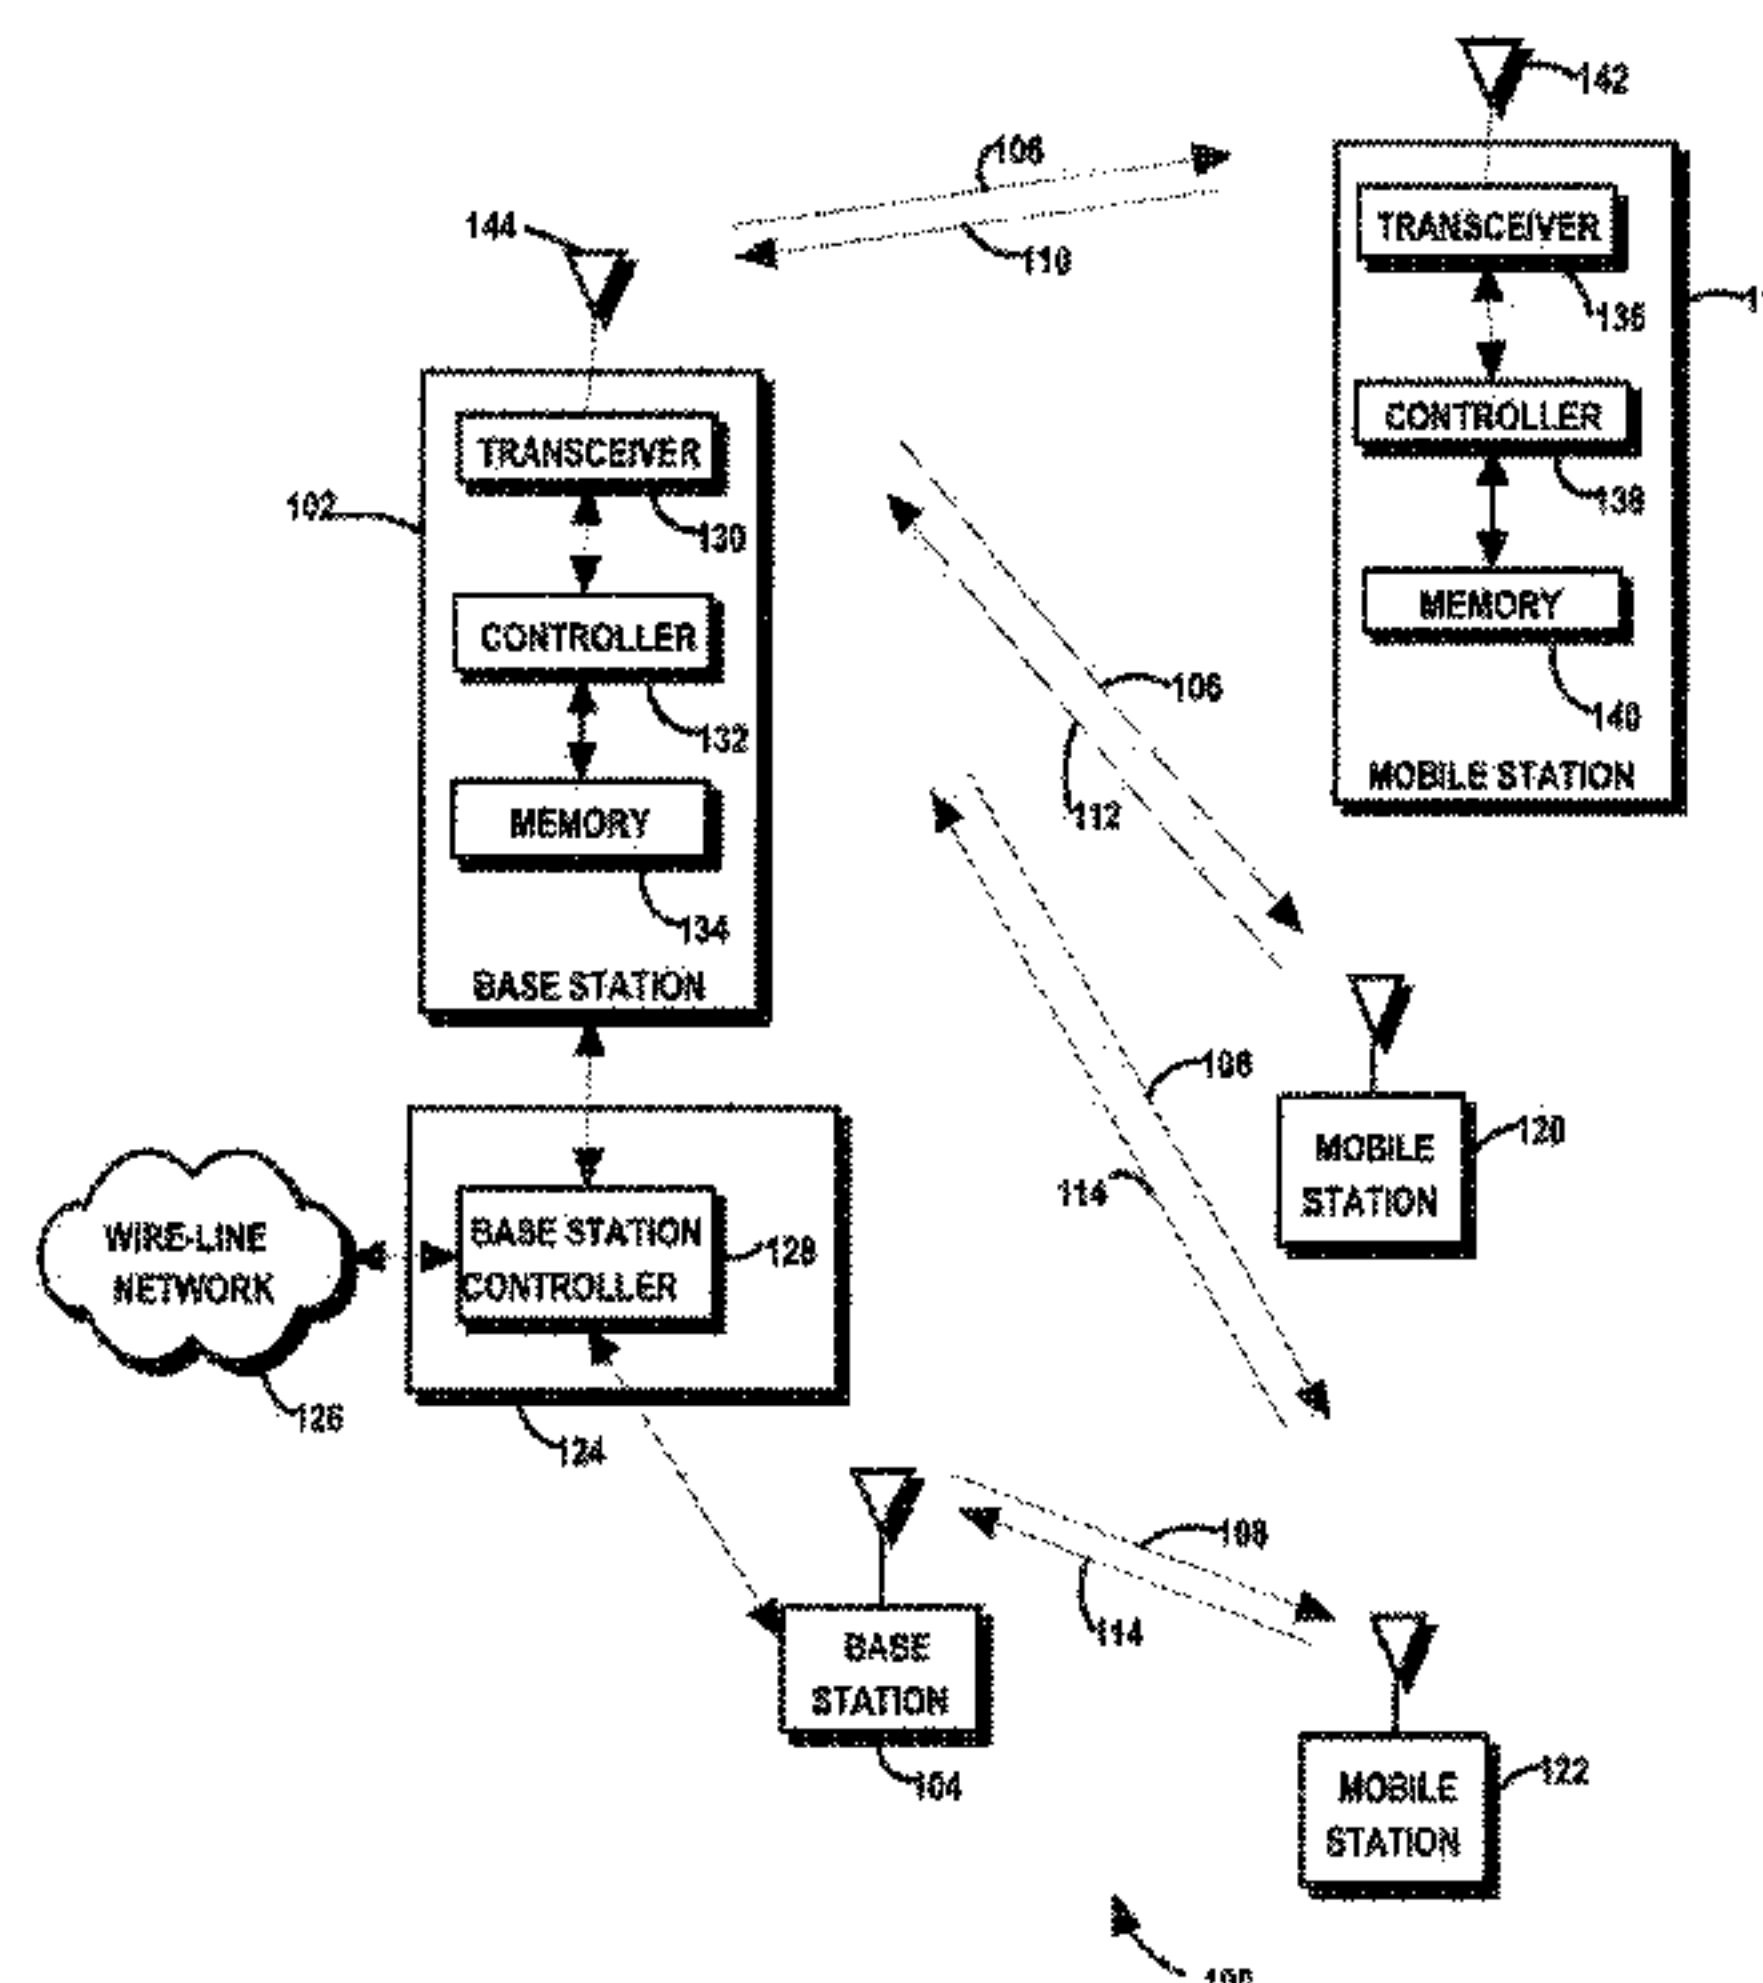 142
106
144
110
TRANSCEIVER
136
TRANSCEIVER
CONTROLLER
102
130
138
MEMORY
CONTROLLER
106
140
132
MOBILE STATION
112
MEMORY
134
BASE STATION
106
120
MOBILE
STATION
114
WIRE-LINE
NETWORK
BASE STATION
CONTROLLER
128
126
124
108
114
BASE
STATION
104
122
MOBILE
STATION
100